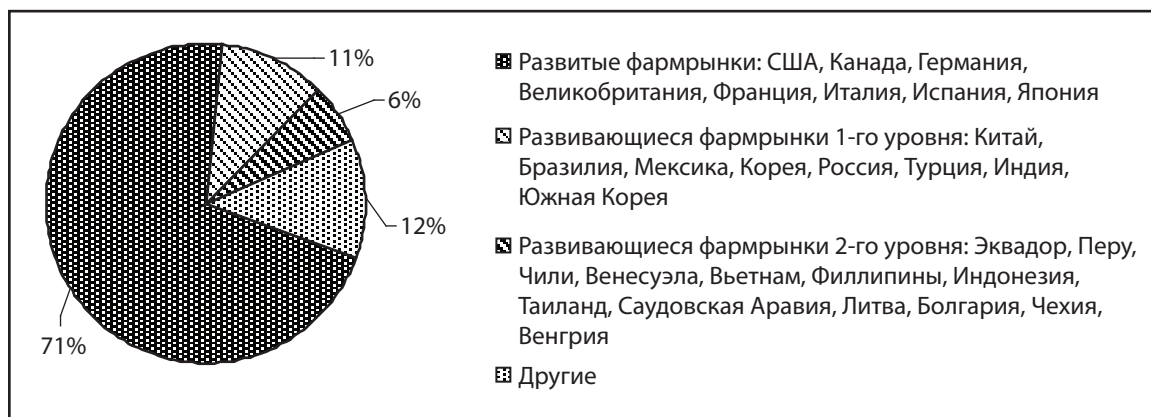 11%
6%
12%
71%
Развитые фармрынки: США, Канада, Германия,
Великобритания, Франция, Италия, Испания, Япония
Развивающиеся фармрынки 1-го уровня: Китай,
Бразилия, Мексика, Корея, Россия, Турция, Индия,
Южная Корея
Развивающиеся фармрынки 2-го уровня: Эквадор, Перу,
Чили, Венесуэла, Вьетнам, Филлипины, Индонезия,
Таиланд, Саудовская Аравия, Литва, Болгария, Чехия,
Венгрия
Другие